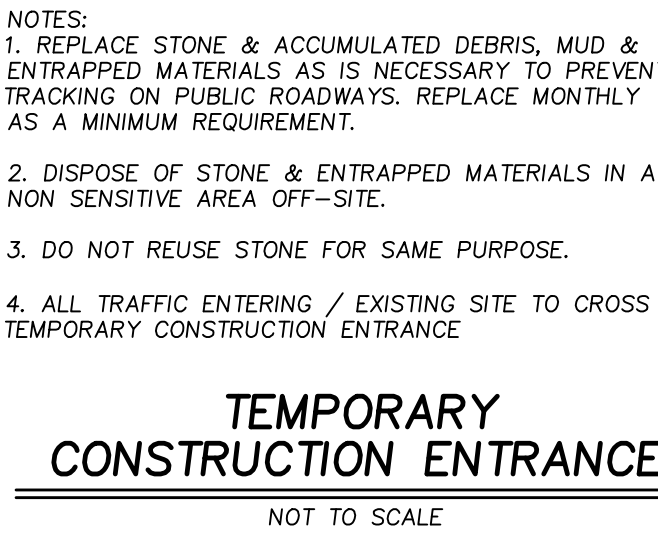 NOTES:
1. REPLACE STONE & ACCUMULATED DEBRIS, MUD &
ENTRAPPED MATERIALS AS IS NECESSARY TO PREVENT
TRACKING ON PUBLIC ROADWAYS. REPLACE MONTHLY
AS A MINIMUM REQUIREMENT.
2. DISPOSE OF STONE & ENTRAPPED MATERIALS IN A
NON SENSITIVE AREA OFF-SITE.
3. DO NOT REUSE STONE FOR SAME PURPOSE.
4. ALL TRAFFIC ENTERING / EXISTING SITE TO CROSS
TEMPORARY CONSTRUCTION ENTRANCE
TEMPORARY
CONSTRUCTION ENTRANCE
NOT TO SCALE